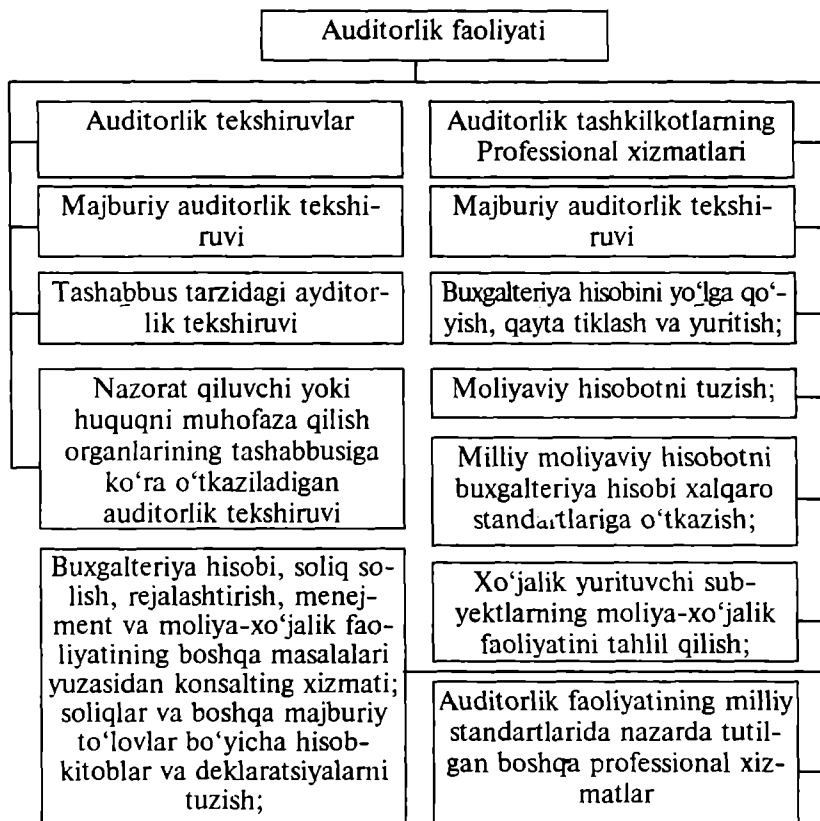 Auditorlik faoliyati
Auditorlik tekshiruvlar
Majburiy auditorlik tekshi-
ruvi
Tashabbus tarzidagi ayditor-
lik tekshiruvi
Nazorat qiluvchi yoki
huquqni muhofaza qilish
organlarining tashabbusiga
ko‘ra o‘tkaziladigan
auditorlik tekshiruvi
Buxgalteriya hisobi, soliq so-
lish, rejalashtirish, menej-
ment va moliya-xo‘jalik fao-
liyatining boshqa masalalari
yuzasidan konsalting xizmati;
soliqlar va boshqa majburiy
to‘lovlar bo‘yicha hisob-
kitoblar va deklaratsiyalarni
tuzish;
Auditorlik tashkilkotlarning
Professional xizmatlari
Majburiy auditorlik tekshi-
ruvi
Buxgalteriya hisobini yo‘lga qo‘-
yish, qayta tiklash va yuritish;
Moliyaviy hisobotni tuzish;
Milliy moliyaviy hisobotni
buxgalteriya hisobi xalqaro
standartlariga o‘tkazish;
Xo‘jalik yurituvchi sub-
yektlarning moliya-xo‘jalik
faoliyatini tahlil qilish;
Auditorlik faoliyatining milliy
standartlarida nazarda tutil-
gan boshqa professional xiz-
matlar